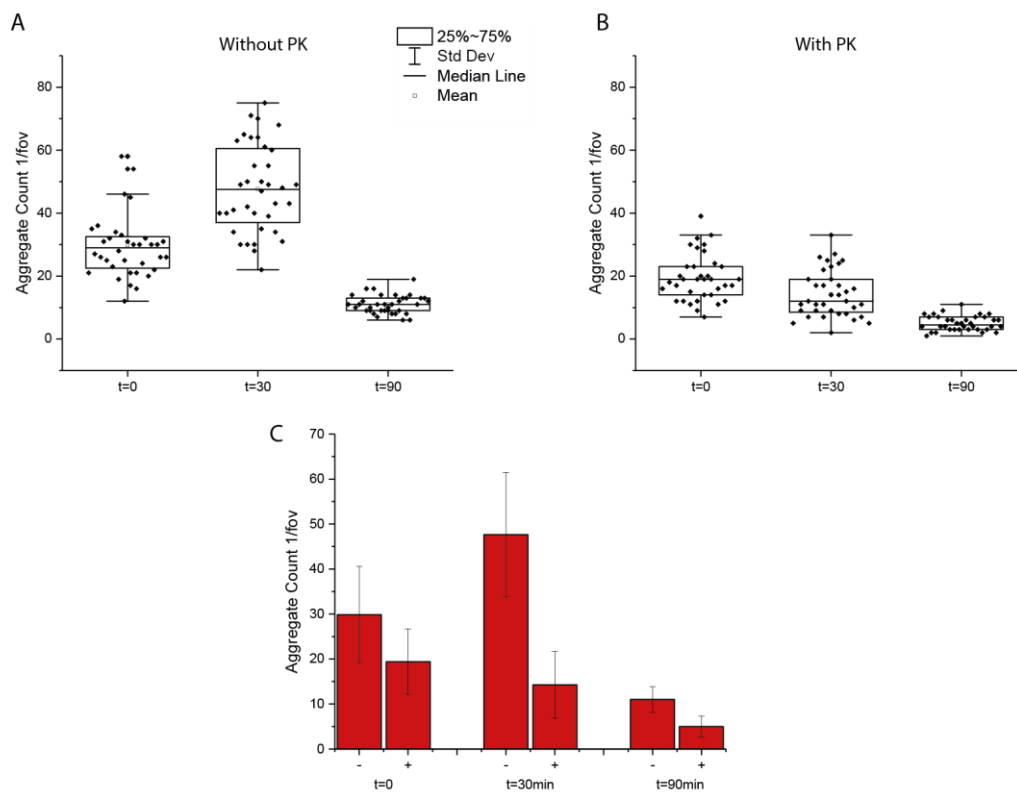 A
Without PK
25%~75%
Std Dev
Median Line
Mean
Aggregate Count 1/fov
80
60
40
20
0
t=0
t=30
t=90
B
With PK
Aggregate Count 1/fov
80
60
40
20
0
t=0
t=30
t=90
C
Aggregate Count 1/fov
70
60
50
40
30
20
10
0
- + - + - +
t=0 t=30min t=90min